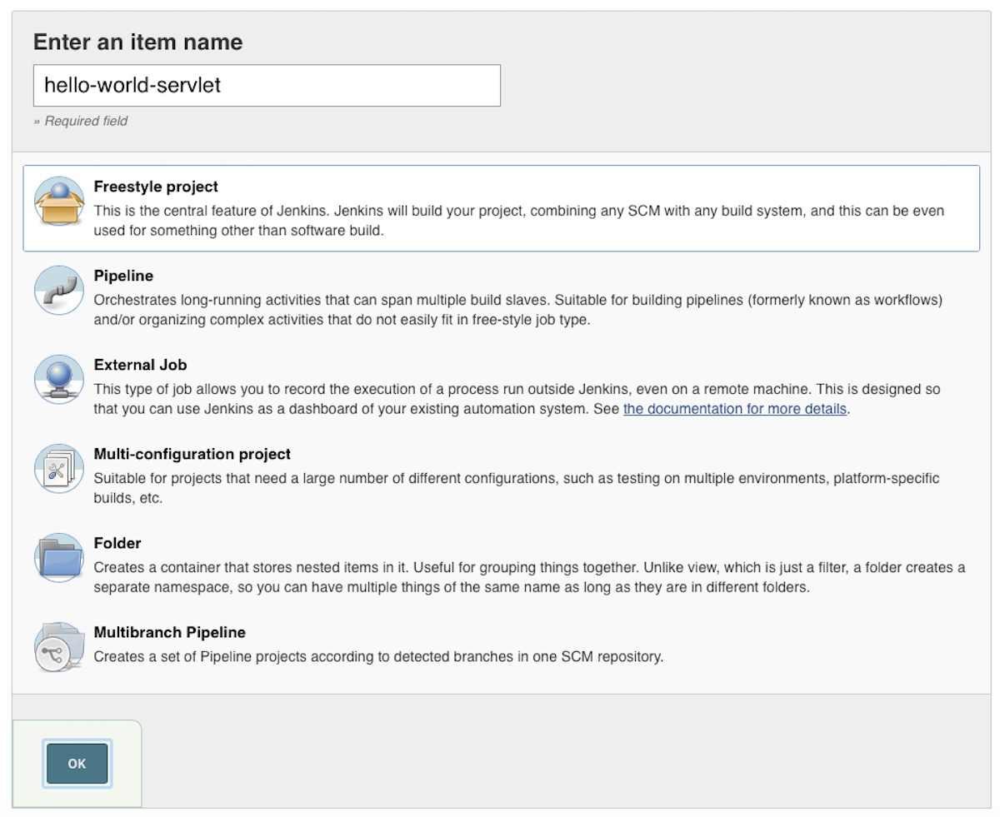 Enter an item name
hello-world-servlet
» Required field
Freestyle project
This is the central feature of Jenkins. Jenkins will build your project, combining any SCM with any build system, and this can be even
used for something other than software build.
Pipeline
Orchestrates long-running activities that can span multiple build slaves. Suitable for building pipelines (formerly known as workflows)
and/or organizing complex activities that do not easily fit in free-style job type.
External Job
This type of job allows you to record the execution of a process run outside Jenkins, even on a remote machine. This is designed so
that you can use Jenkins as a dashboard of your existing automation system. See the documentation for more details.
Multi-configuration project
Suitable for projects that need a large number of different configurations, such as testing on multiple environments, platform-specific
builds, etc.
Folder
Creates a container that stores nested items in it. Useful for grouping things together. Unlike view, which is just a filter, a folder creates a
separate namespace, so you can have multiple things of the same name as long as they are in different folders.
Multibranch Pipeline
Creates a set of Pipeline projects according to detected branches in one SCM repository.
OK